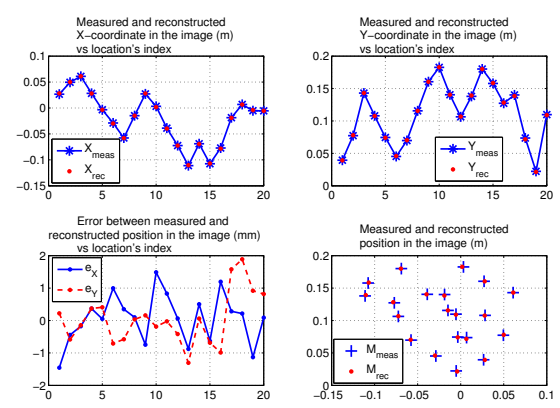 Measured and reconstructed
X−coordinate in the image (m)
vs location's index
0.1
0.05
0
−0.05
−0.1
−0.15
0 5 10 15 20
X_meas
X_rec
Measured and reconstructed
Y−coordinate in the image (m)
vs location's index
0.2
0.15
0.1
0.05
0
0 5 10 15 20
Y_meas
Y_rec
Error between measured and
reconstructed position in the image (mm)
vs location's index
2
1
0
−1
−2
0 5 10 15 20
e_X
e_Y
Measured and reconstructed
position in the image (m)
0.2
0.15
0.1
0.05
0
−0.15 −0.1 −0.05 0 0.05 0.1
M_meas
M_rec